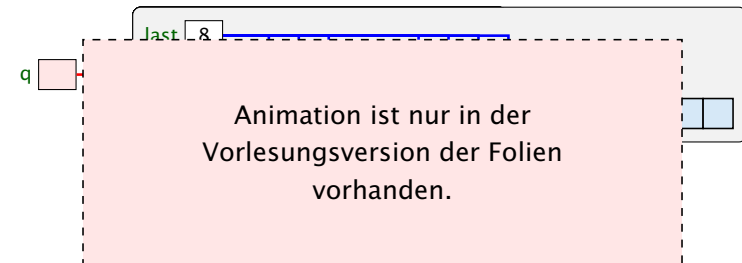 last 8
q
Animation ist nur in der
Vorlesungsversion der Folien
vorhanden.